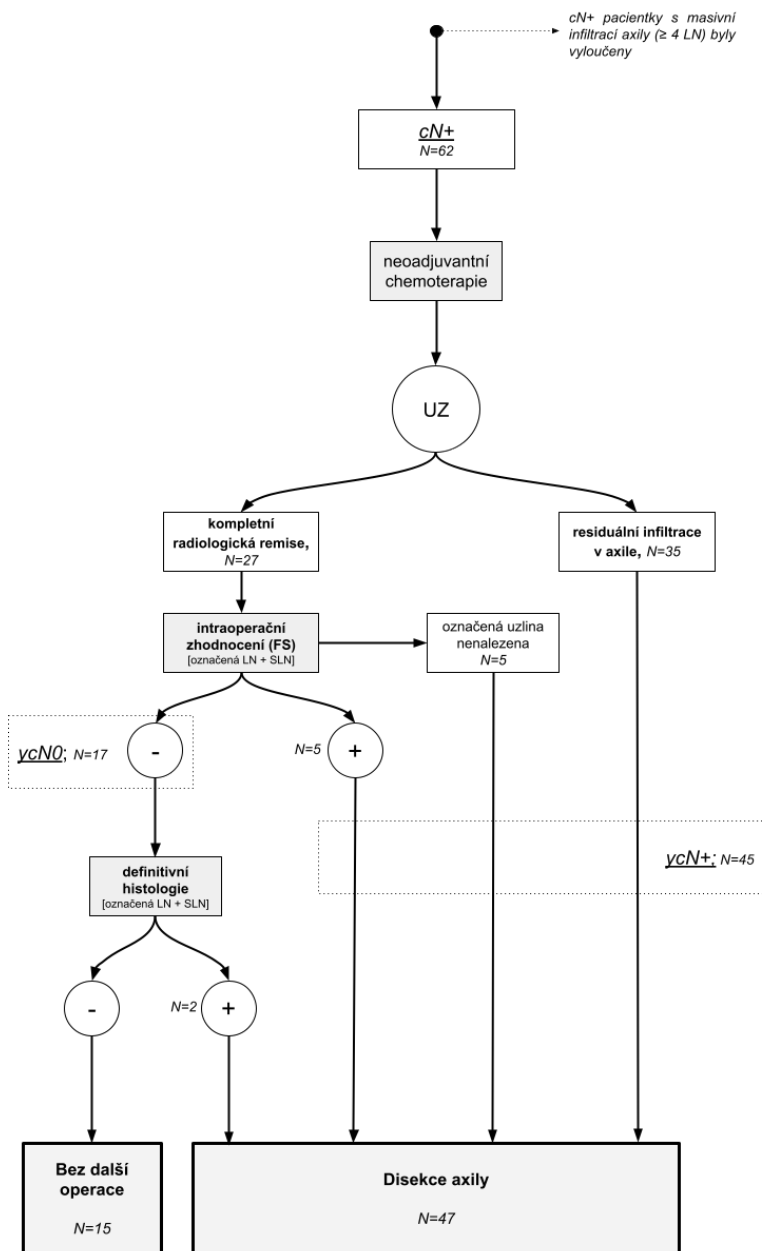 cN+ pacientky s masivní
infiltrací axily (≥ 4 LN) byly
vyloučeny
cN+
N=62
neoadjuvantní
chemoterapie
UZ
kompletní
radiologická remise,
N=27
residuální infiltrace
v axile, N=35
intraoperační
zhodnocení (FS)
[označená LN + SLN]
označená uzlina
nenalezena
N=5
ycN0; N=17
-
N=5
+
ycN+; N=45
definitivní
histologie
[označená LN + SLN]
-
N=2
+
Bez další
operace
N=15
Disekce axily
N=47